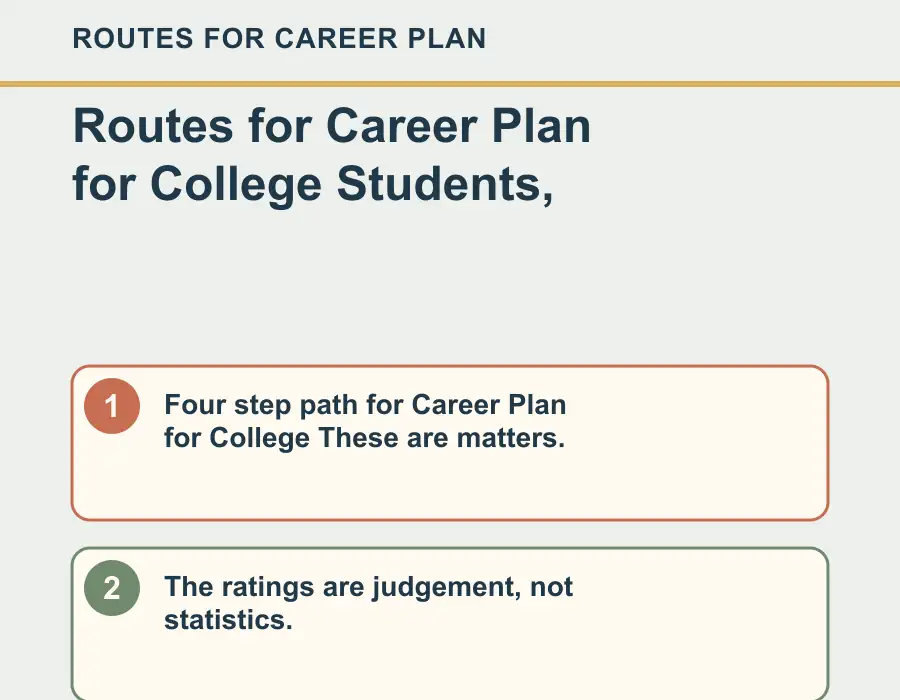 ROUTES FOR CAREER PLAN
Routes for Career Plan
for College Students,
1
Four step path for Career Plan
for College These are matters.
2
The ratings are judgement, not
statistics.